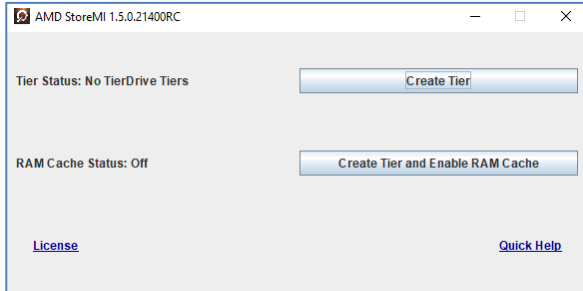 AMD StoreMI 1.5.0.21400RC
Tier Status: No TierDrive Tiers
Create Tier
RAM Cache Status: Off
Create Tier and Enable RAM Cache
License
Quick Help